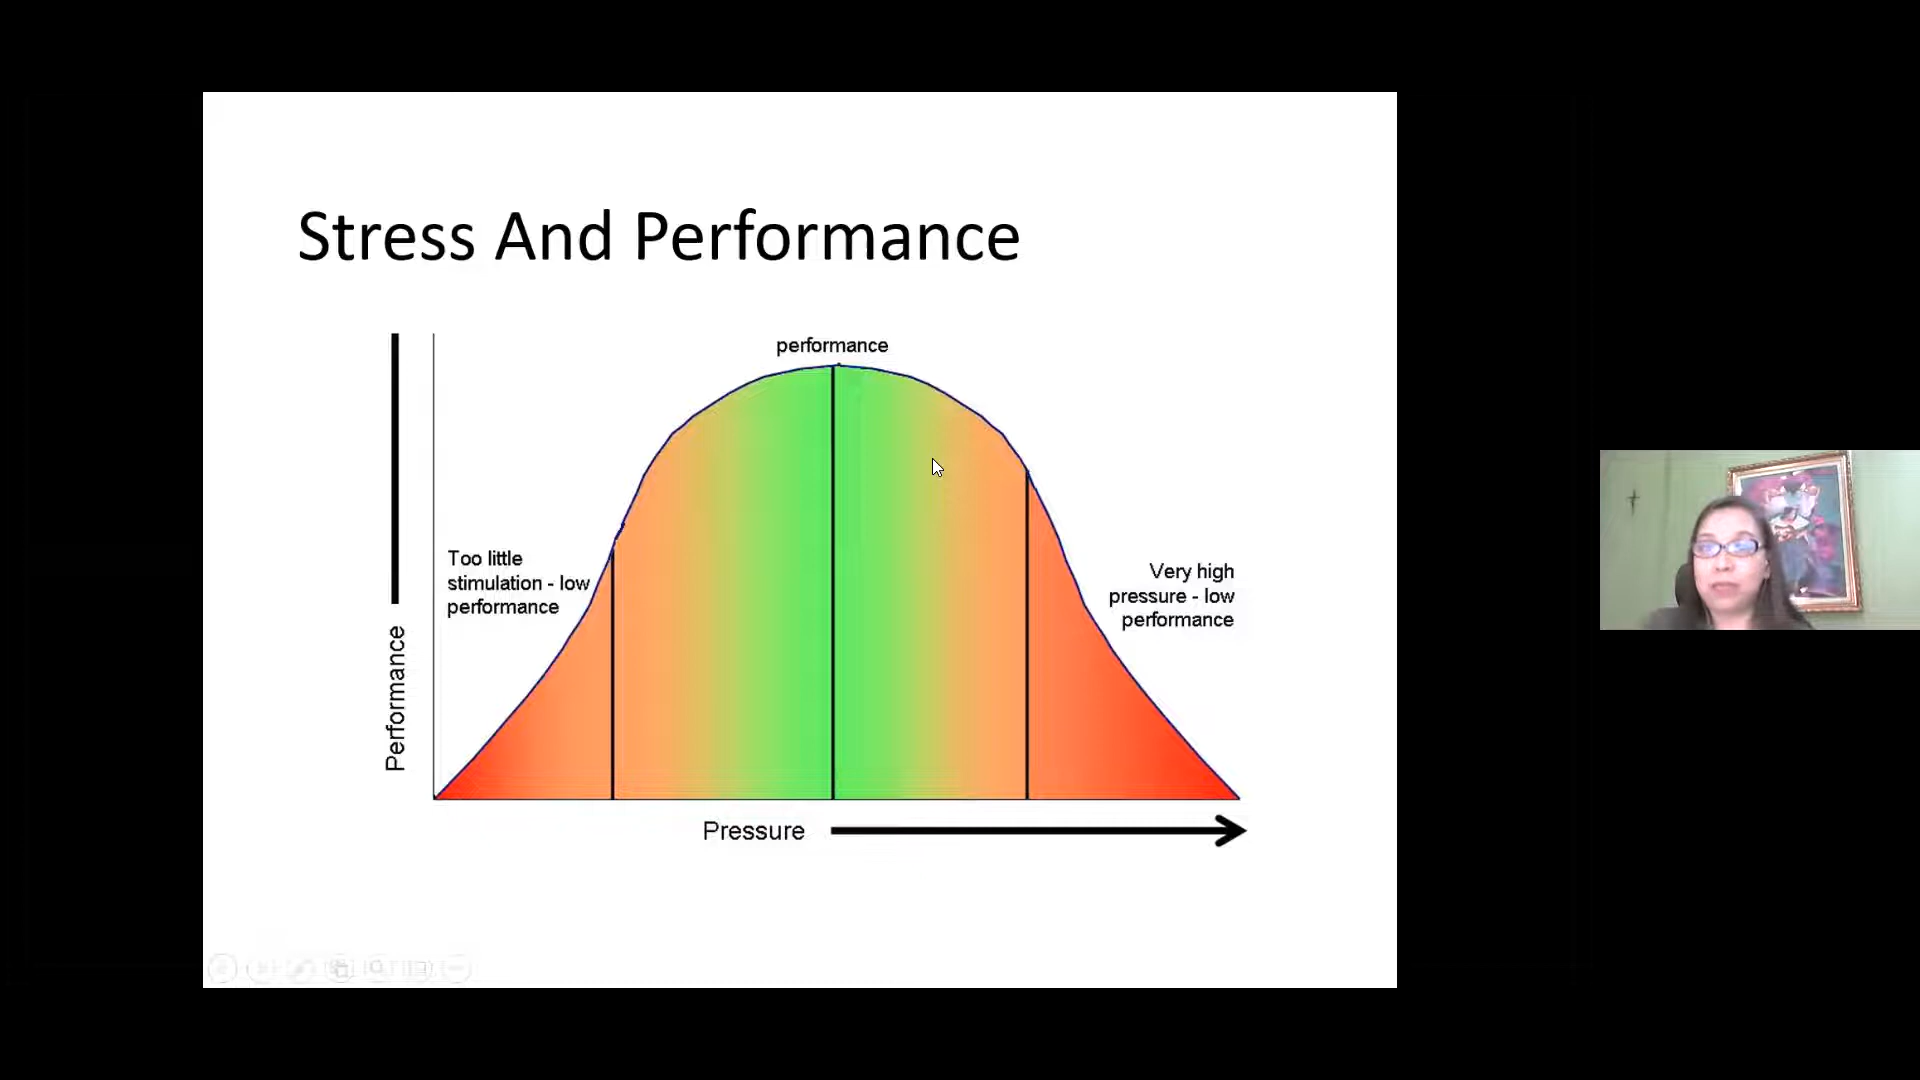 Stress And Performance
performance
Too little
stimulation - low
performance
Very high
pressure - low
performance
Performance
Pressure